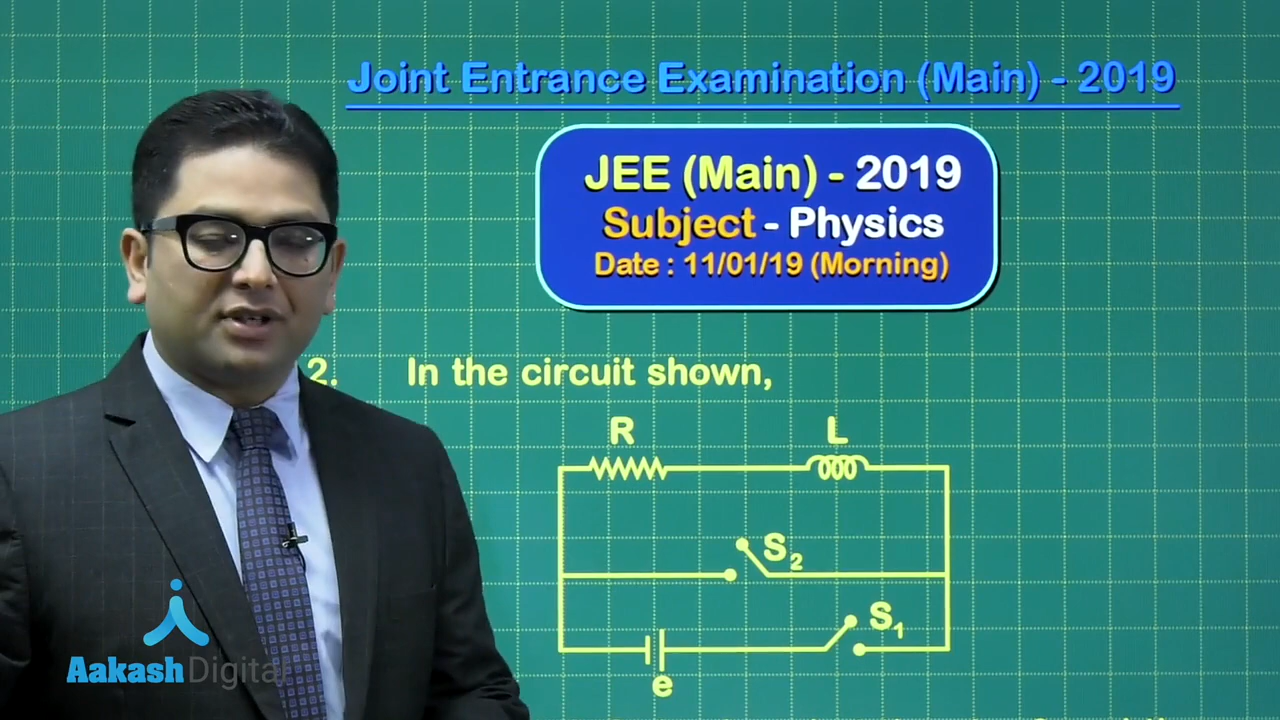 Joint Entrance Examination (Main) - 2019
JEE (Main) - 2019
Subject - Physics
Date : 11/01/19 (Morning)
2. In the circuit shown,
R
L
S2
S1
e
Aakash Digital